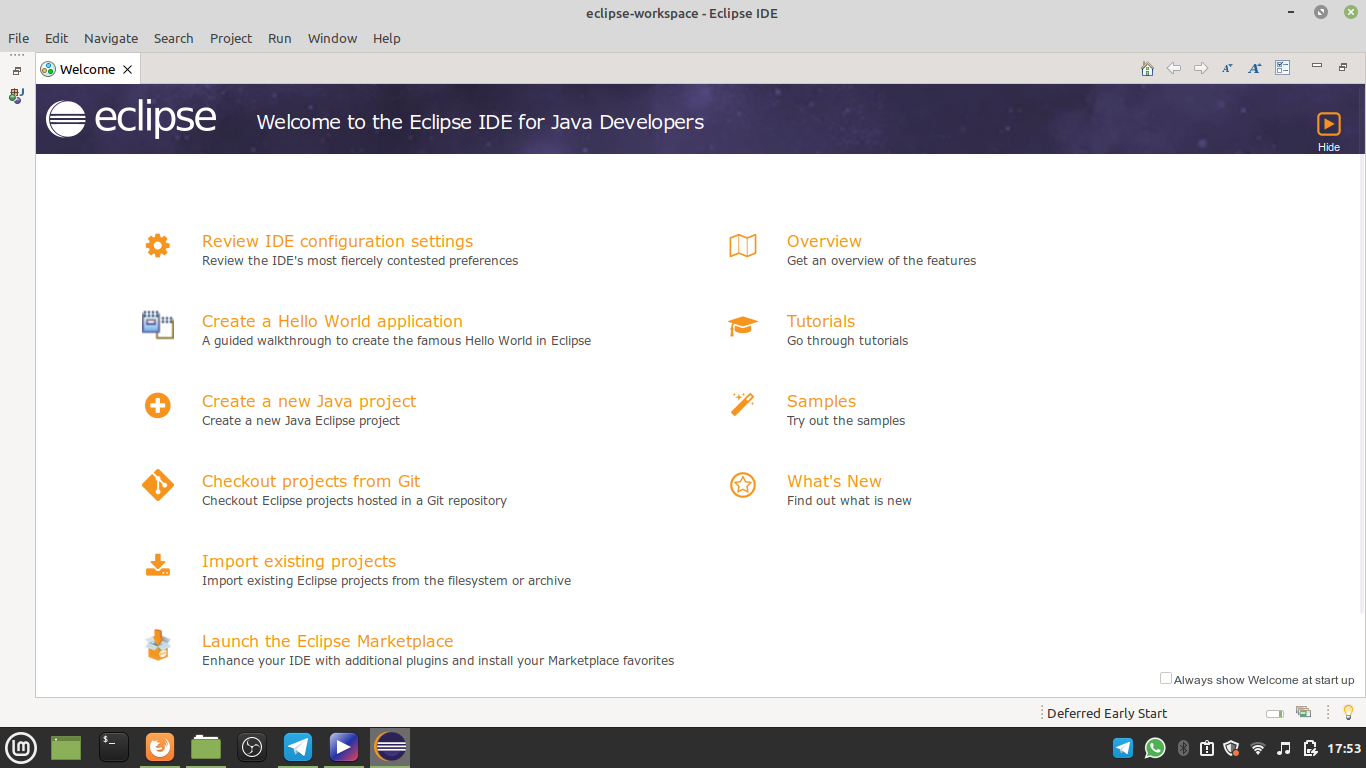 eclipse-workspace - Eclipse IDE
File Edit Navigate Search Project Run Window Help
Welcome
eclipse
Welcome to the Eclipse IDE for Java Developers
Hide
Review IDE configuration settings
Review the IDE's most fiercely contested preferences
Create a Hello World application
A guided walkthrough to create the famous Hello World in Eclipse
Create a new Java project
Create a new Java Eclipse project
Checkout projects from Git
Checkout Eclipse projects hosted in a Git repository
Import existing projects
Import existing Eclipse projects from the filesystem or archive
Launch the Eclipse Marketplace
Enhance your IDE with additional plugins and install your Marketplace favorites
Overview
Get an overview of the features
Tutorials
Go through tutorials
Samples
Try out the samples
What's New
Find out what is new
Always show Welcome at start up
Deferred Early Start
17:53